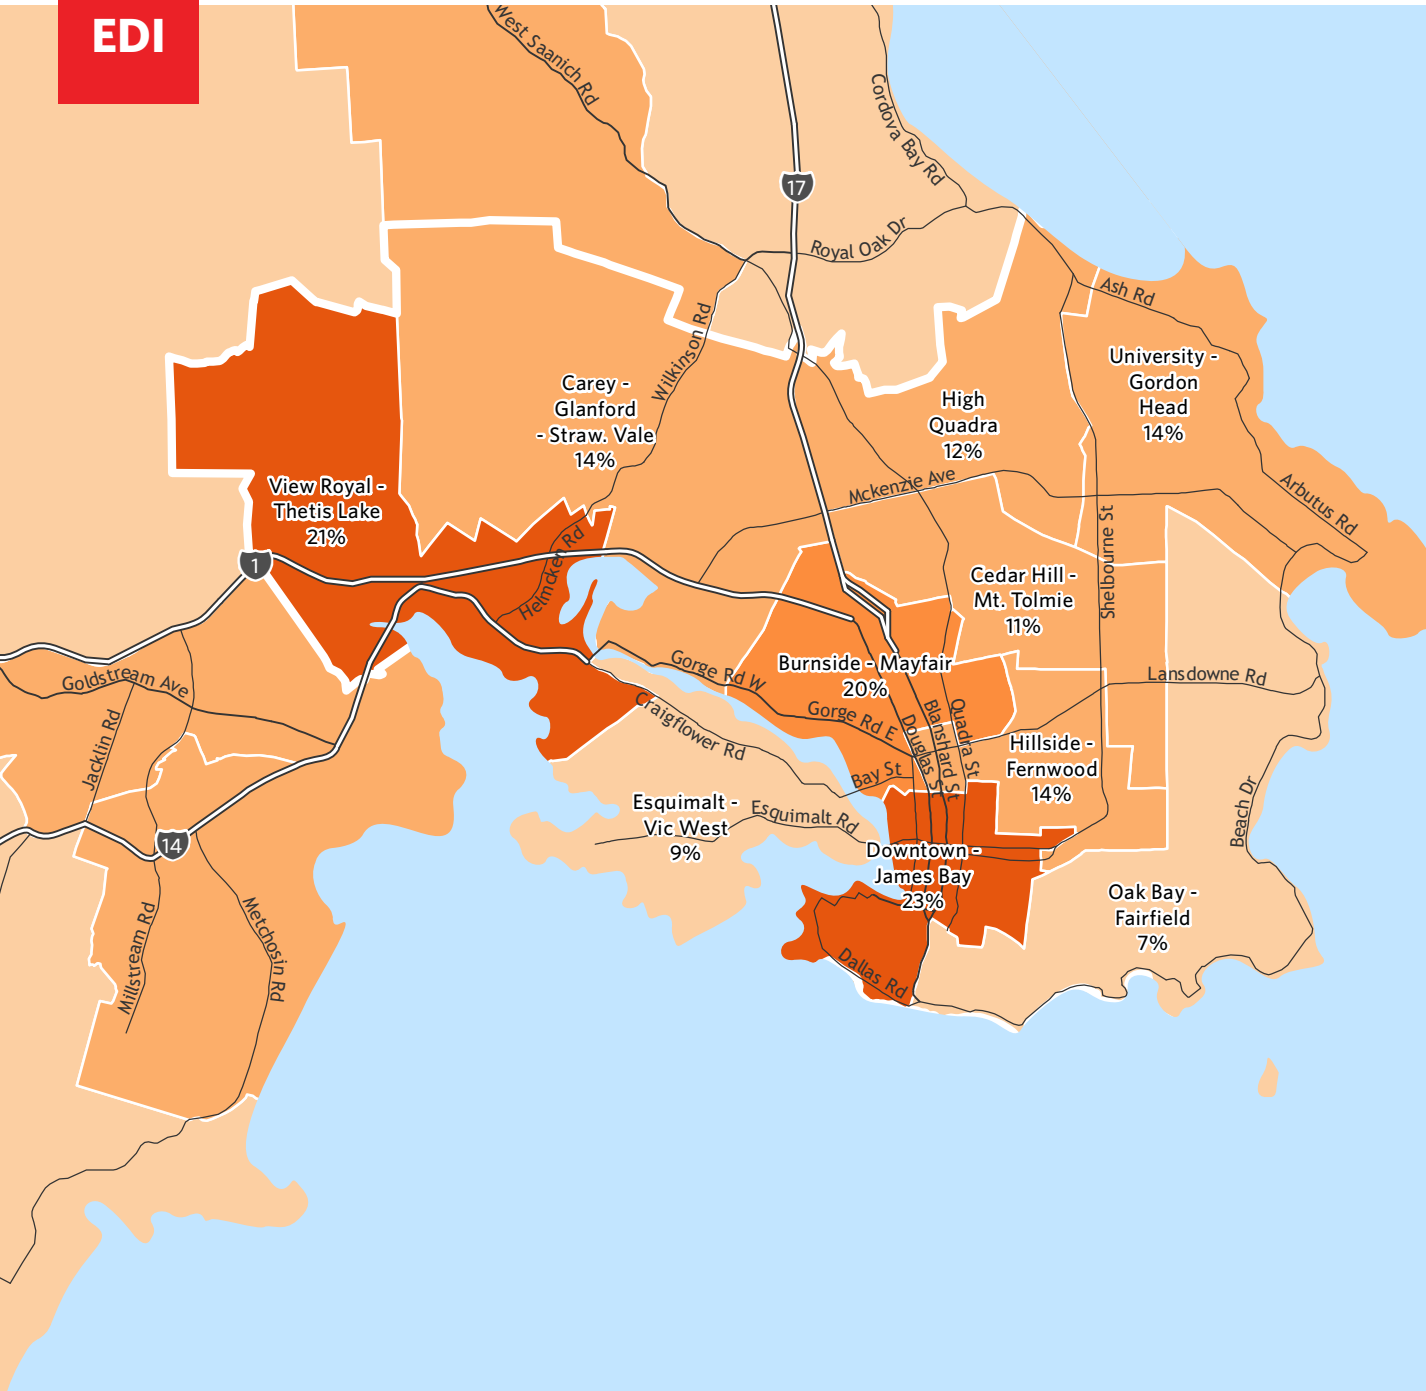 EDI
West Saanich Rd
Cordova Bay Rd
17
Royal Oak Dr
Ash Rd
Wilkinson Rd
University -
Gordon
Head
14%
Carey -
Glanford
- Straw. Vale
14%
High
Quadra
12%
Mckenzie Ave
Arbutus Rd
View Royal -
Thetis Lake
21%
Shelbourne St
1
Helmcken Rd
Cedar Hill -
Mt. Tolmie
11%
Burnside - Mayfair
20%
Gorge Rd W
Gorge Rd E
Lansdowne Rd
Goldstream Ave
Jacklin Rd
Craigflower Rd
Douglas St
Blanshard St
Quadra St
Hillside -
Fernwood
14%
Bay St
Esquimalt -
Vic West
9%
Esquimalt Rd
Beach Dr
14
Downtown -
James Bay
23%
Oak Bay -
Fairfield
7%
Millstream Rd
Metchosin Rd
Dallas Rd